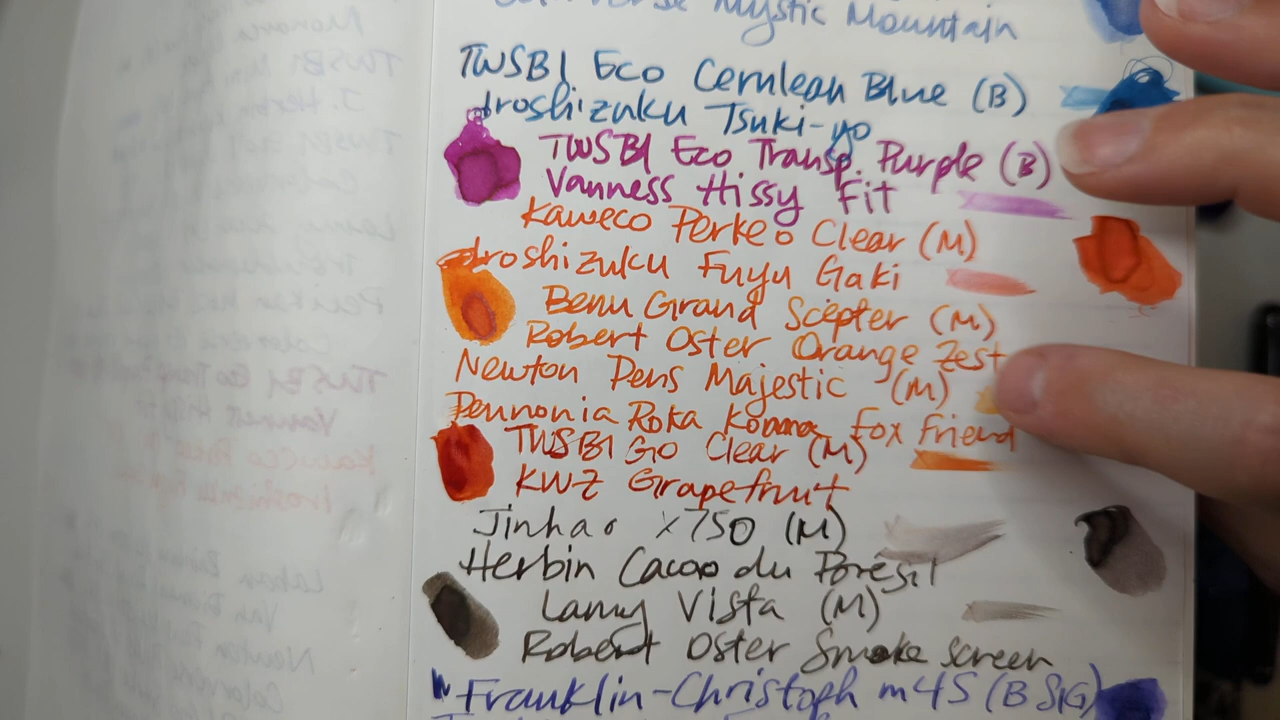 Mystic Mountain
TWSBI Eco Cerulean Blue (B)
Iroshizuku Tsuki-yo
TWSBI Eco Transp. Purple (B)
Vanness Hissy Fit
Kaweco Perkeo Clear (M)
Iroshizuku Fuyu Gaki
Benu Grand Scepter (M)
Robert Oster Orange Zest
Newton Pens Majestic (M)
Pennonia Róka Koma Fox Friend
TWSBI Go Clear (M)
KWZ Grapefruit
Jinhao x750 (M)
Herbin Cacao du Brésil
Lamy Vista (M)
Robert Oster Smoke Screen
Franklin-Christoph m45 (B SIG)